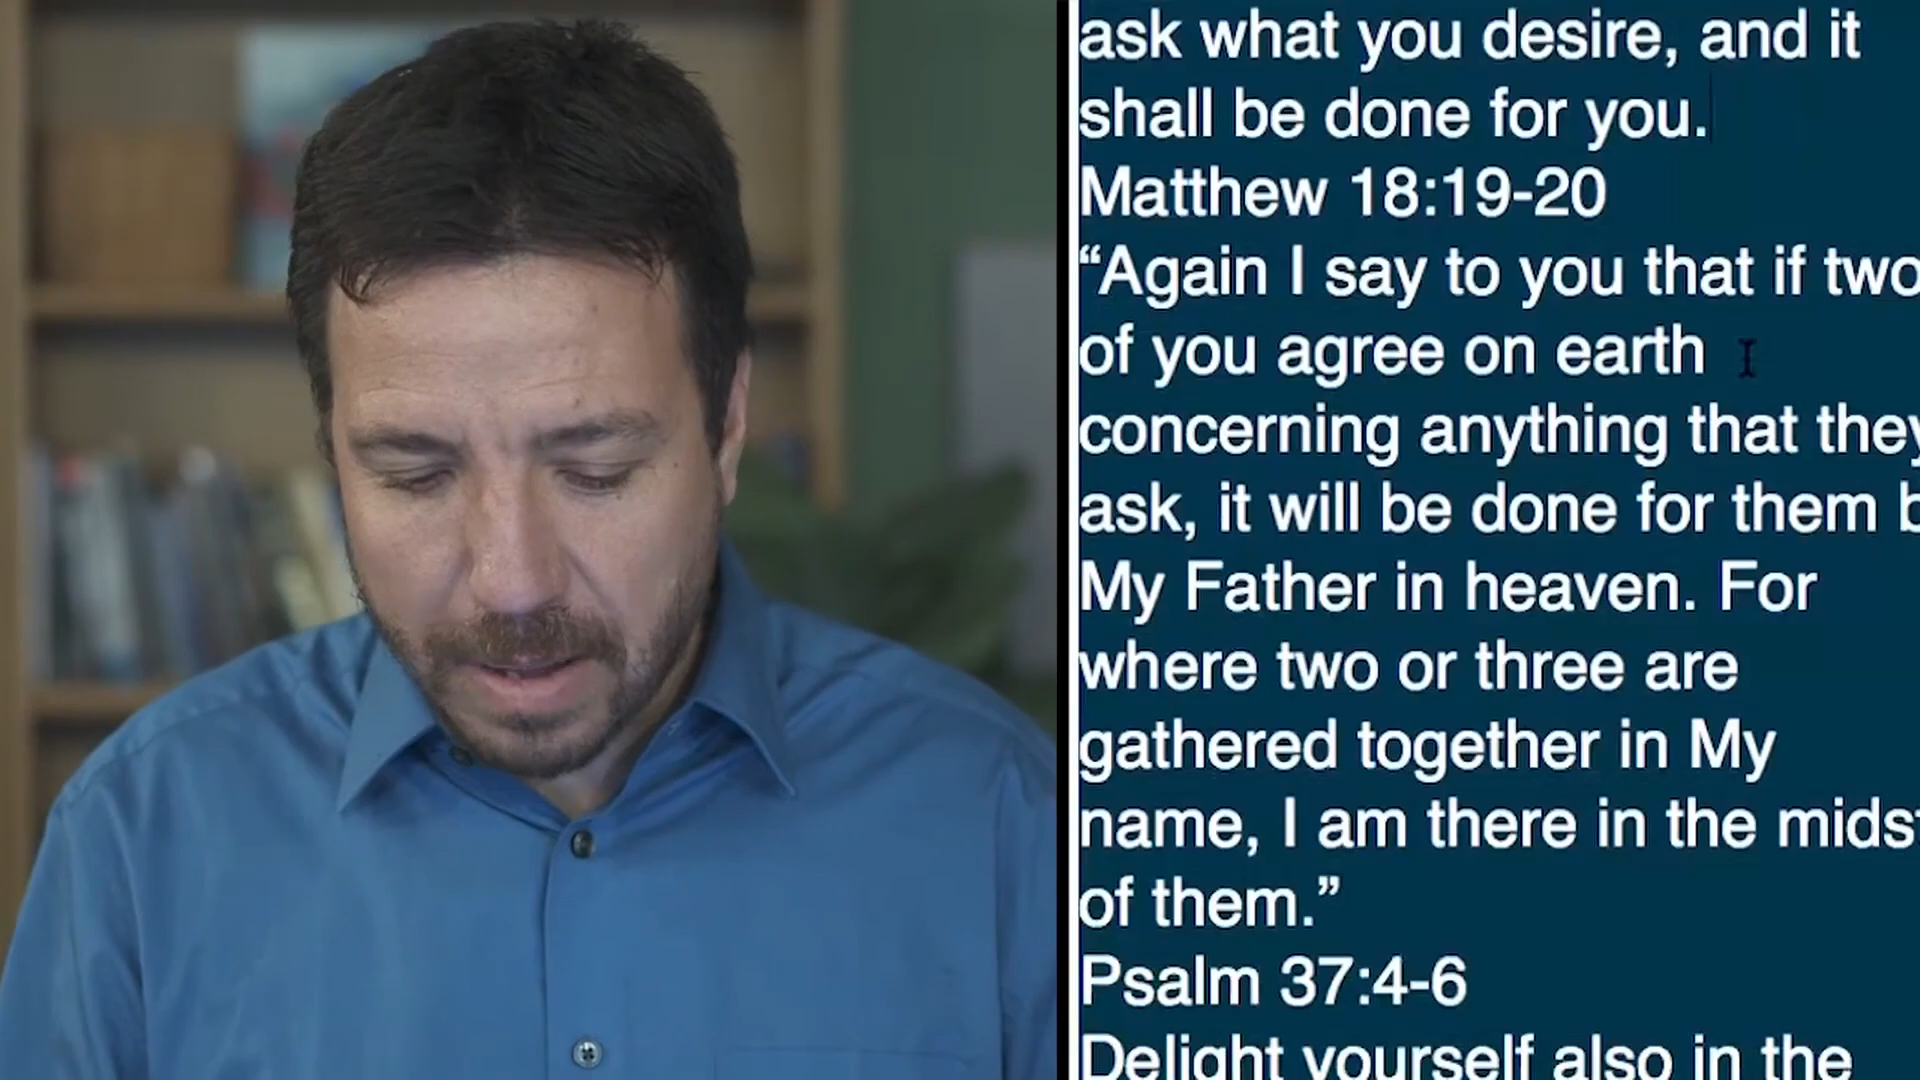 ask what you desire, and it
shall be done for you.
Matthew 18:19-20
“Again I say to you that if two
of you agree on earth
concerning anything that they
ask, it will be done for them
My Father in heaven. For
where two or three are
gathered together in My
name, I am there in the midst
of them.”
Psalm 37:4-6
Delight yourself also in the